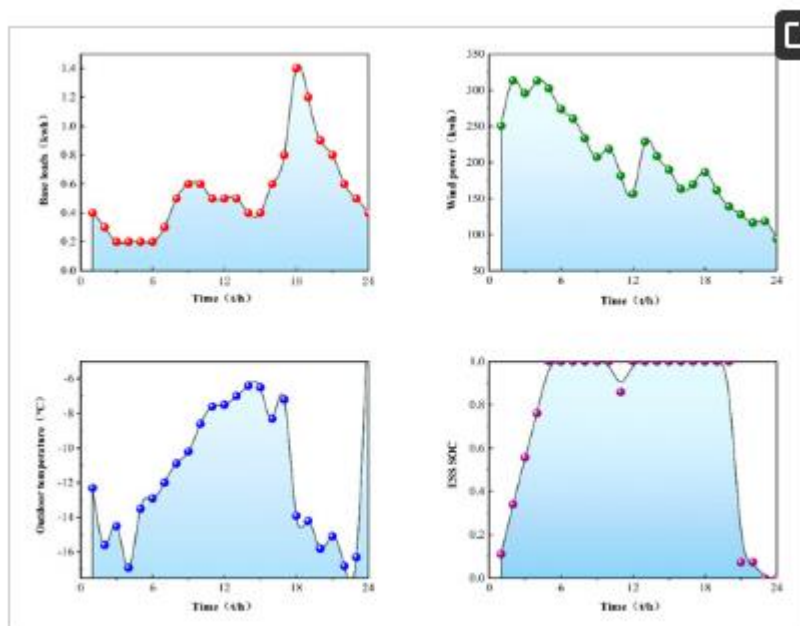 1.4
1.2
1.0
0.8
0.6
0.4
0.2
0.0
Base loads (kwh)
0 6 12 18 24
Time (t/h)
350
300
250
200
150
100
50
Wind power (kwh)
0 6 12 18 24
Time (t/h)
-6
-8
-10
-12
-14
-16
Outdoor temperature (°C)
0 6 12 18 24
Time (t/h)
1.0
0.8
0.6
0.4
0.2
0.0
ESS SOC
0 6 12 18 24
Time (t/h)